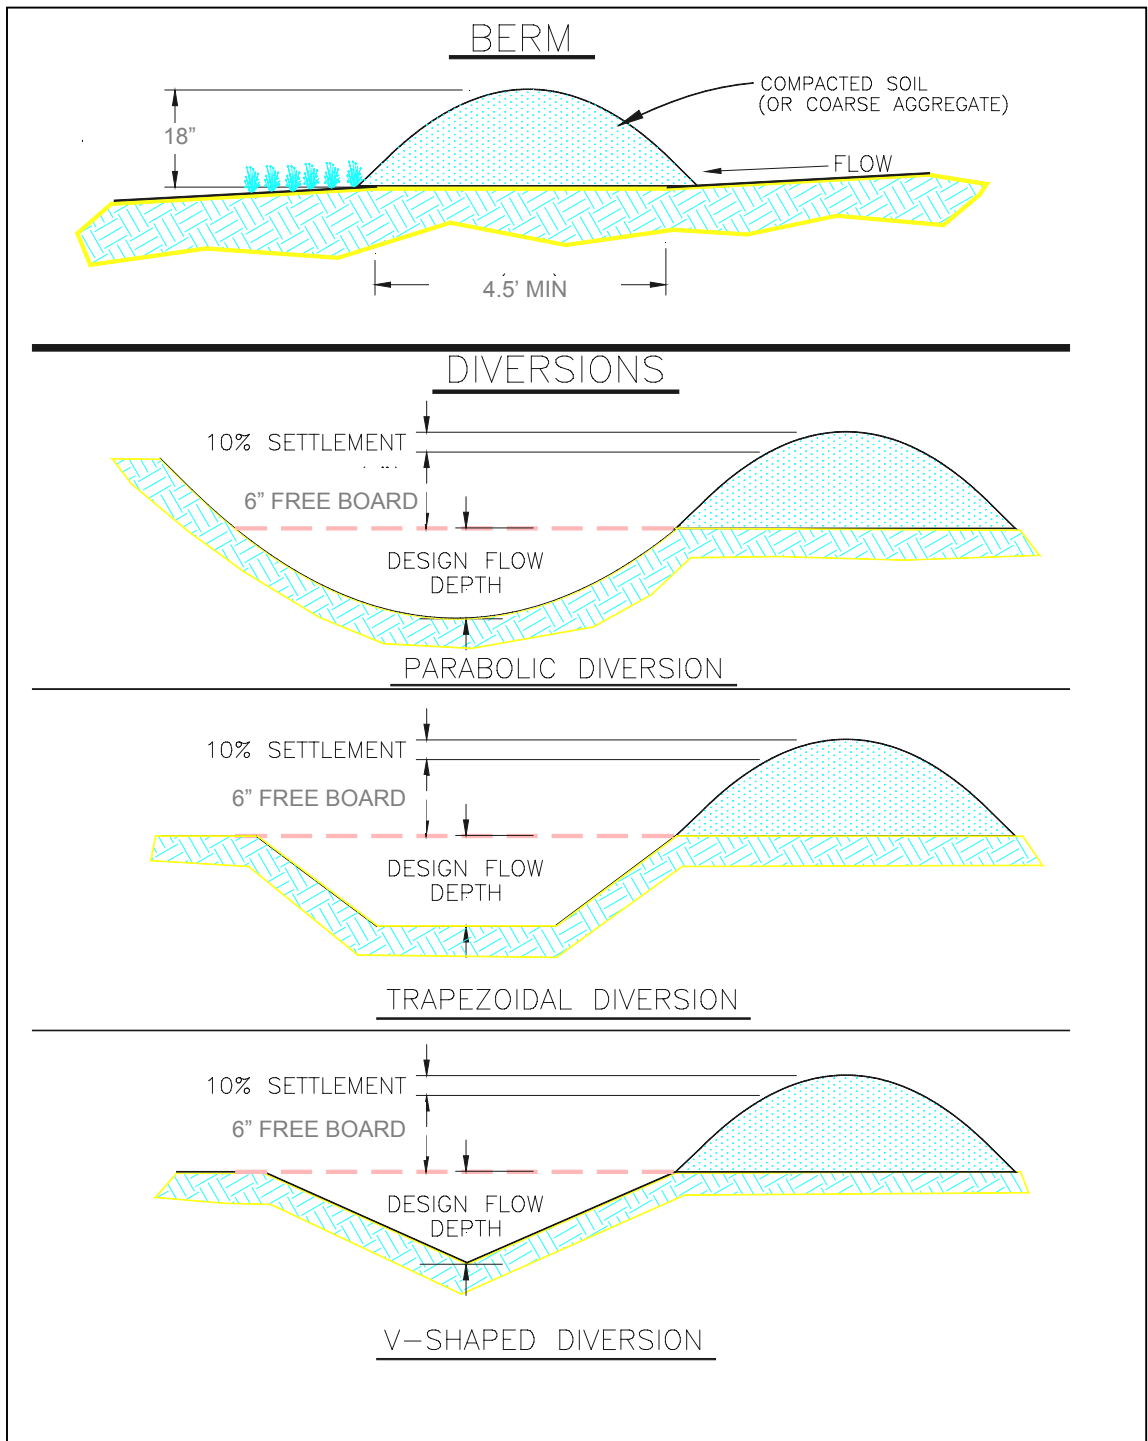 BERM
COMPACTED SOIL
(OR COARSE AGGREGATE)
18”
FLOW
4.5’ MIN
DIVERSIONS
10% SETTLEMENT
6” FREE BOARD
DESIGN FLOW
DEPTH
PARABOLIC DIVERSION
10% SETTLEMENT
6” FREE BOARD
DESIGN FLOW
DEPTH
TRAPEZOIDAL DIVERSION
10% SETTLEMENT
6” FREE BOARD
DESIGN FLOW
DEPTH
V-SHAPED DIVERSION